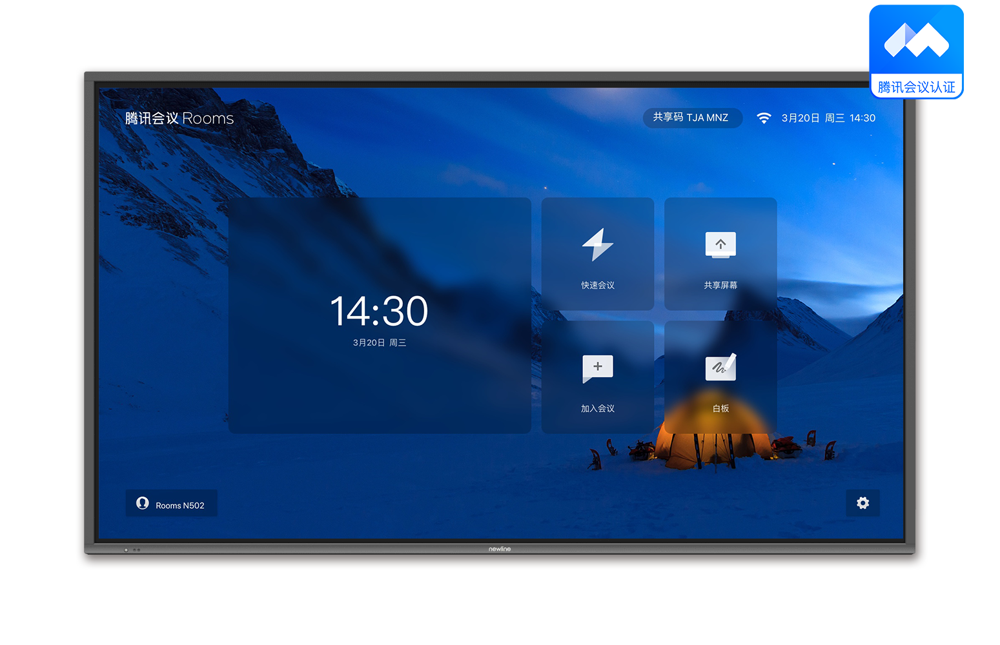 腾讯会议认证
腾讯会议 Rooms
共享码 TJA MNZ
3月20日 周三 14:30
14:30
3月20日 周三
快速会议
共享屏幕
加入会议
白板
Rooms N502
newline